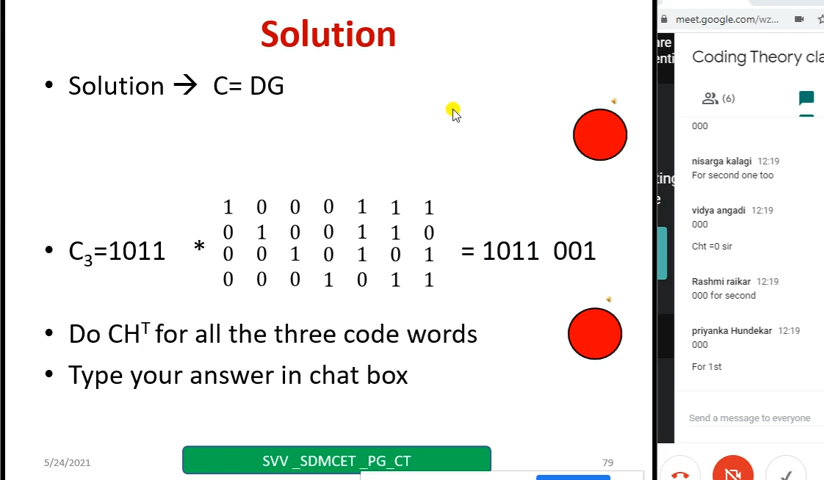 Solution
• Solution → C= DG
1 0 0 0 1 1 1
0 1 0 0 1 1 0
• C3=1011 * 0 0 1 0 1 0 1 = 1011 001
0 0 0 1 0 1 1
• Do CHT for all the three code words
• Type your answer in chat box
5/24/2021
SVV _SDMCET _PG_CT
79
meet.google.com/wz...
Coding Theory cla
(6)
000
nisarga kalagi 12:19
For second one too
vidya angadi 12:19
000
Cht =0 sir
Rashmi raikar 12:19
000 for second
priyanka Hundekar 12:19
000
For 1st
Send a message to everyone